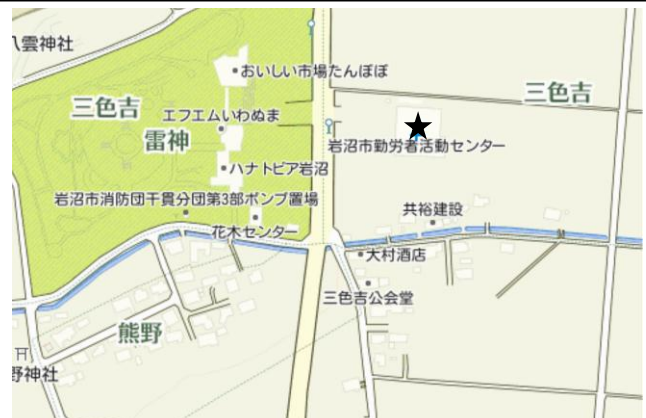 八雲神社
おいしい市場たんぽぽ
三色吉
三色吉
エフエムいわぬま
雷神
岩沼市勤労者活動センター
ハナトピア岩沼
岩沼市消防団千貫分団第3部ポンプ置場
共裕建設
花木センター
大村酒店
三色吉公会堂
熊野
野神社